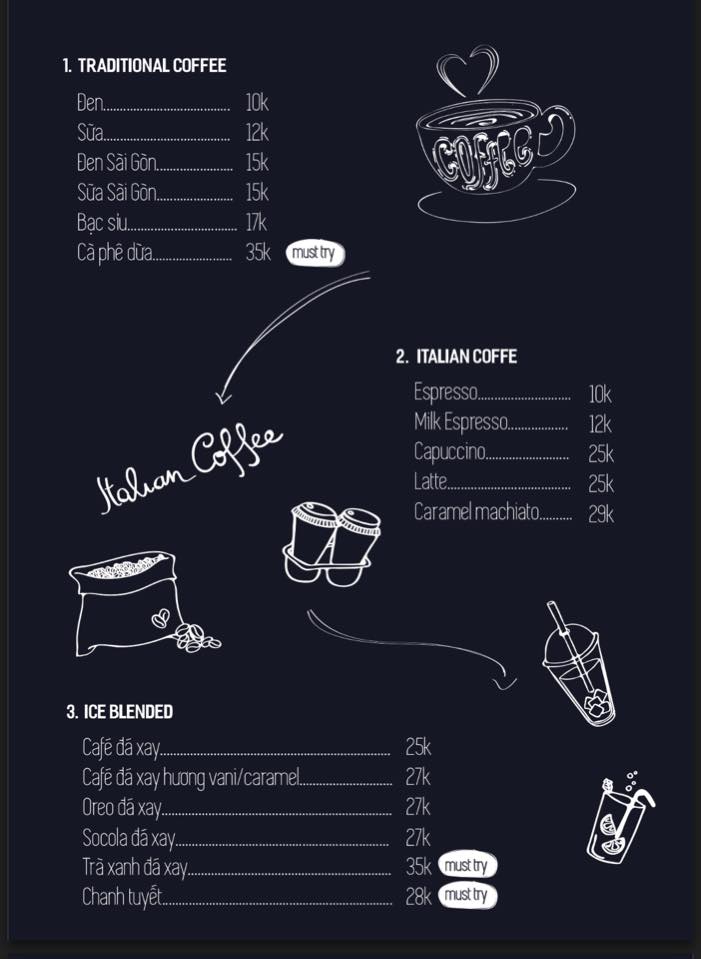 1. TRADITIONAL COFFEE
Đen.................................... 10k
Sữa.................................... 12k
Đen Sài Gòn...................... 15k
Sữa Sài Gòn...................... 15k
Bạc sỉu............................... 17k
Cà phê dừa....................... 35k must try
COFFEE
2. ITALIAN COFFE
Espresso........................... 10k
Milk Espresso.................. 12k
Capuccino........................ 25k
Latte................................... 25k
Caramel machiato......... 29k
Italian Coffee
3. ICE BLENDED
Café đá xay.................................................................. 25k
Café đá xay hương vani/caramel.......................... 27k
Oreo đá xay.................................................................. 27k
Socola đá xay............................................................. 27k
Trà xanh đá xay.......................................................... 35k must try
Chanh tuyết................................................................. 28k must try